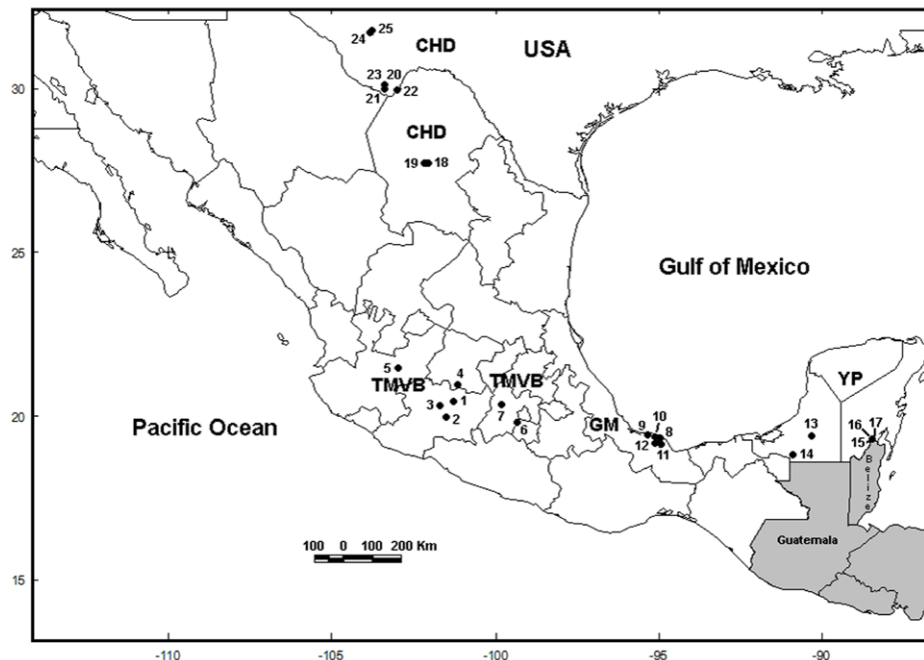 25
24
CHD
USA
30
23 20
21
22
CHD
19
18
25
Gulf of Mexico
5
4
TMVB
TMVB
YP
3
1
7
10
20
2
6
GM
9
8
12
11
13
16
17
15
14
Pacific Ocean
Belize
Guatemala
100 0 100 200 Km
15
-110
-105
-100
-95
-90